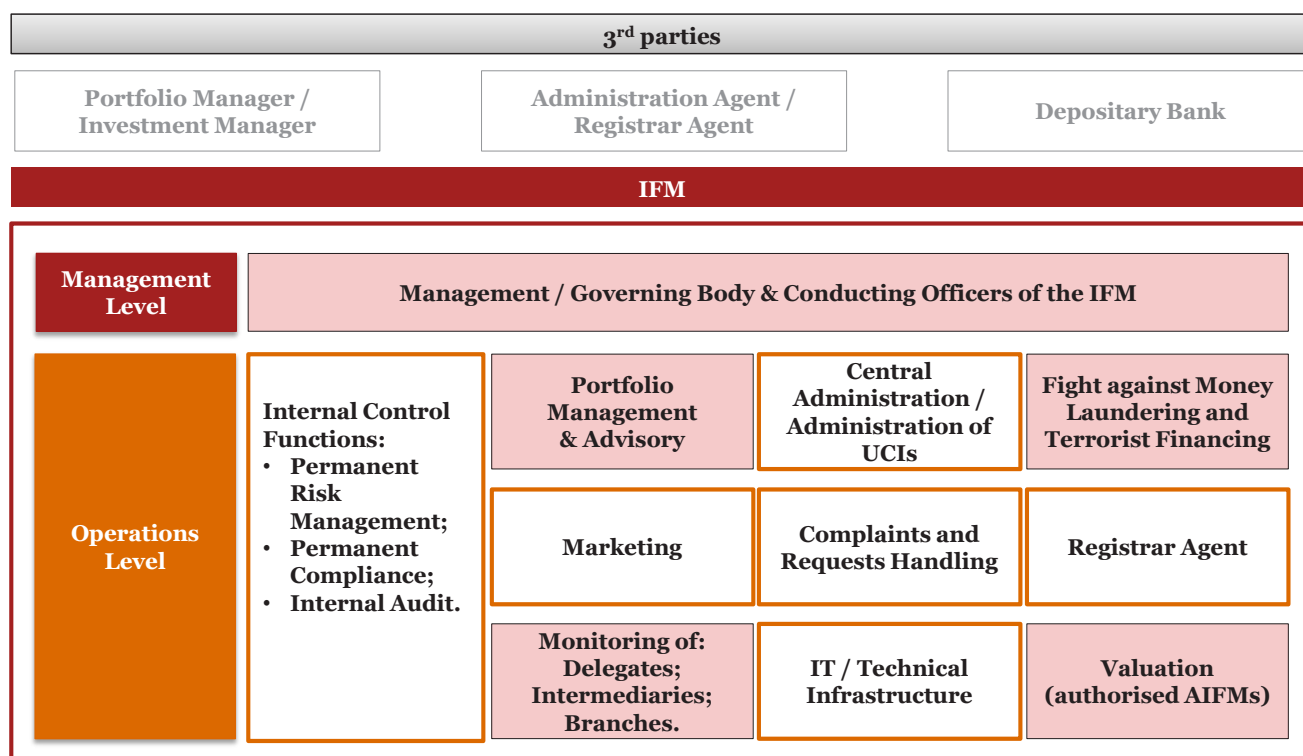 3rd parties
Portfolio Manager /
Investment Manager
Administration Agent /
Registrar Agent
Depositary Bank
IFM
Management
Level
Management / Governing Body & Conducting Officers of the IFM
Operations
Level
Internal Control
Functions:
• Permanent
Risk
Management;
• Permanent
Compliance;
• Internal Audit.
Portfolio
Management
& Advisory
Central
Administration /
Administration of
UCIs
Fight against Money
Laundering and
Terrorist Financing
Marketing
Complaints and
Requests Handling
Registrar Agent
Monitoring of:
Delegates;
Intermediaries;
Branches.
IT / Technical
Infrastructure
Valuation
(authorised AIFMs)